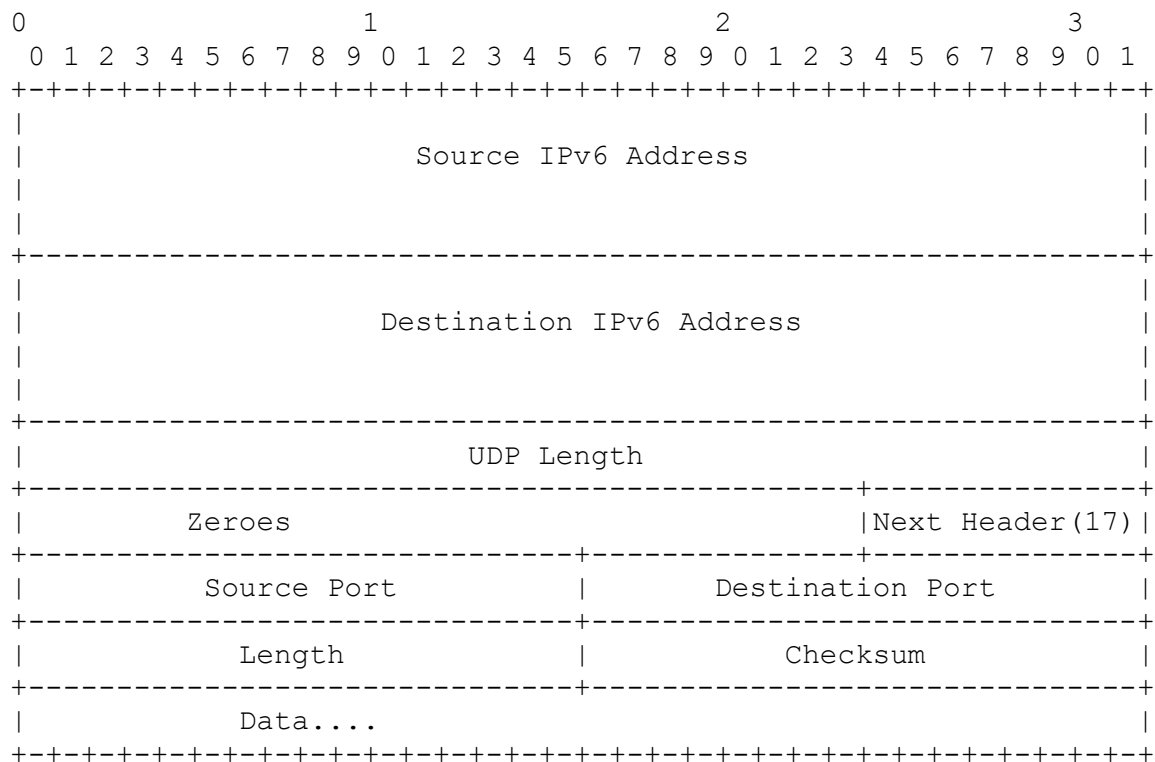 0                   1                   2                   3
 0 1 2 3 4 5 6 7 8 9 0 1 2 3 4 5 6 7 8 9 0 1 2 3 4 5 6 7 8 9 0 1
+-+-+-+-+-+-+-+-+-+-+-+-+-+-+-+-+-+-+-+-+-+-+-+-+-+-+-+-+-+-+-+-+
|                                                               |
|                      Source IPv6 Address                      |
|                                                               |
|                                                               |
+---------------------------------------------------------------+
|                                                               |
|                    Destination IPv6 Address                   |
|                                                               |
|                                                               |
+---------------------------------------------------------------+
|                         UDP Length                            |
+-----------------------------------------------+---------------+
|         Zeroes                                |Next Header(17)|
+-------------------------------+---------------+---------------+
|          Source Port          |       Destination Port        |
+-------------------------------+-------------------------------+
|            Length             |           Checksum            |
+-------------------------------+-------------------------------+
|            Data....                                           |
+-+-+-+-+-+-+-+-+-+-+-+-+-+-+-+-+-+-+-+-+-+-+-+-+-+-+-+-+-+-+-+-+